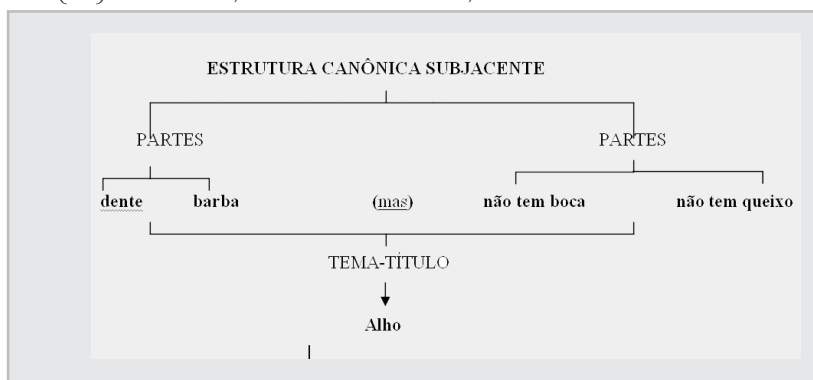 ESTRUTURA CANÔNICA SUBJACENTE
PARTES PARTES
dente barba (mas) não tem boca não tem queixo
TEMA-TÍTULO
Alho